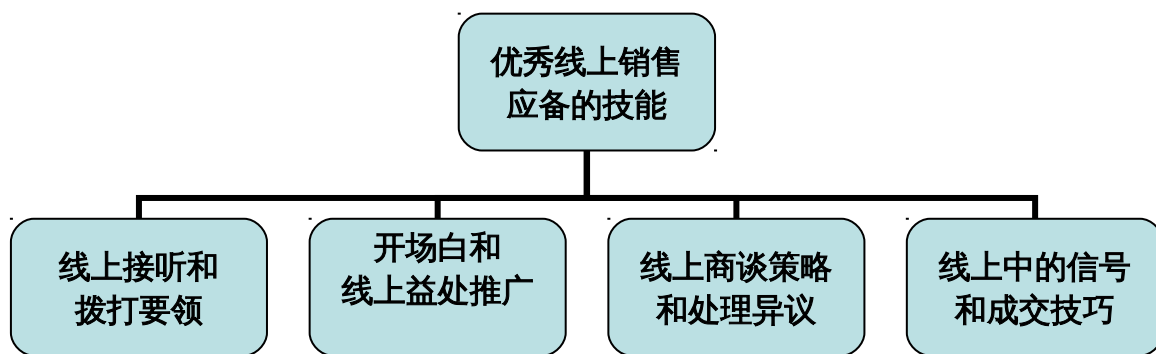 优秀线上销售
应备的技能
线上接听和
拨打要领
开场白和
线上益处推广
线上商谈策略
和处理异议
线上中的信号
和成交技巧